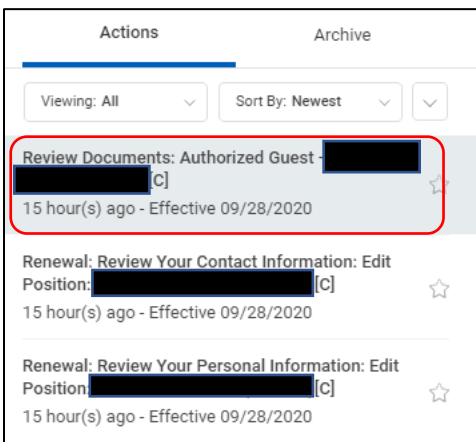 Actions
Archive
Viewing: All
Sort By: Newest
Review Documents: Authorized Guest -
[C]
15 hour(s) ago - Effective 09/28/2020
Renewal: Review Your Contact Information: Edit
Position: [C]
15 hour(s) ago - Effective 09/28/2020
Renewal: Review Your Personal Information: Edit
Position: [C]
15 hour(s) ago - Effective 09/28/2020